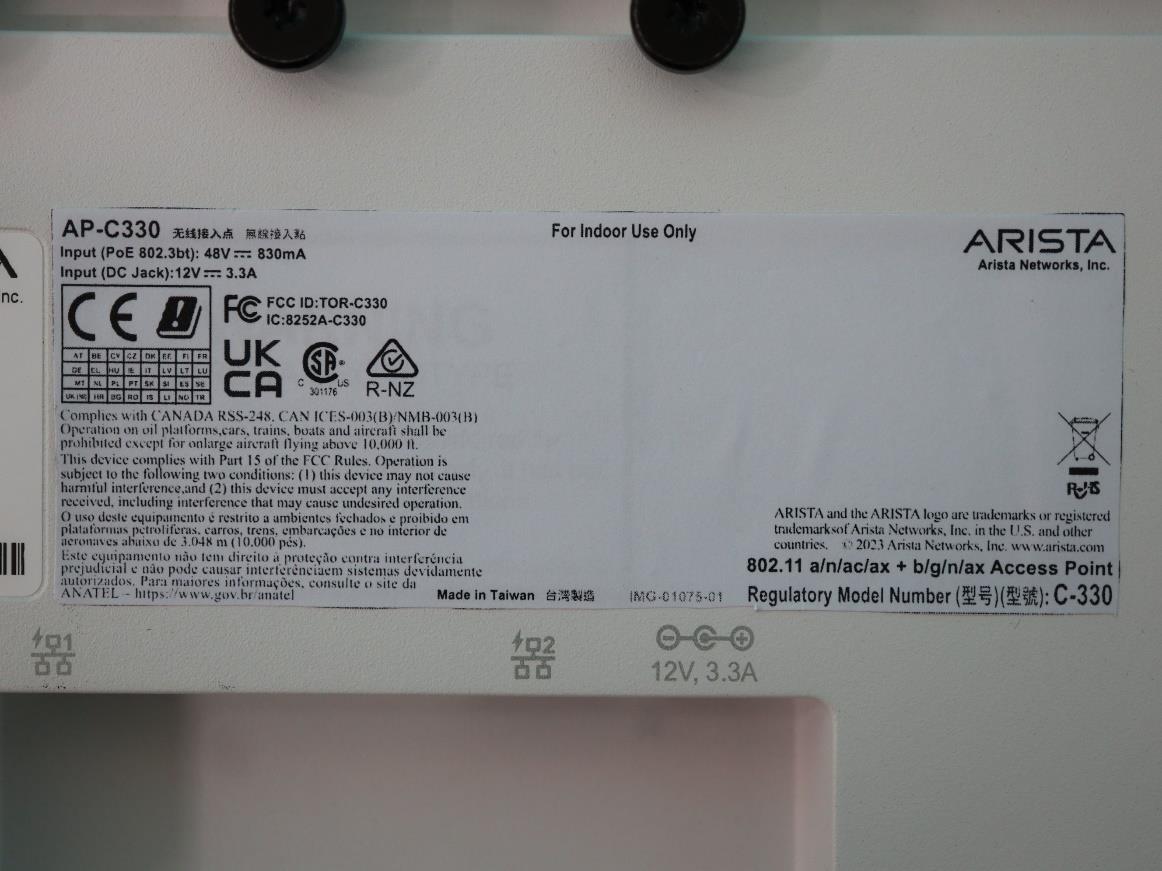 AP-C330 无线接入点 無線接入點
Input (PoE 802.3bt): 48V⎓ 830mA
Input (DC Jack):12V⎓ 3.3A
For Indoor Use Only
ARISTA
Arista Networks, Inc.
nc.
CE
FC FCC ID:TOR-C330
IC:8252A-C330
AT BE CY CZ DK EE FI FR
DE EL HU IE IT LV LT LU
MT NL PL PT SK SI ES SE
UK(NI) HR BG RO IS LI NO TR
UK
CA
C SA® US
301176
R-NZ
Complies with CANADA RSS-248, CAN ICES-003(B)/NMB-003(B)
Operation on oil platforms,cars, trains, boats and aircraft shall be
prohibited except for onlarge aircraft flying above 10,000 ft.
This device complies with Part 15 of the FCC Rules. Operation is
subject to the following two conditions: (1) this device may not cause
harmful interference,and (2) this device must accept any interference
received, including interference that may cause undesired operation.
O uso deste equipamento é restrito a ambientes fechados e proibido em
plataformas petrolíferas, carros, trens, embarcações e no interior de
aeronaves abaixo de 3.048 m (10,000 pés).
Este equipamento não tem direito à proteção contra interferência
prejudicial e não pode causar interferênciaem sistemas devidamente
autorizados. Para maiores informações, consulte o site da
ANATEL – https://www.gov.br/anatel
Made in Taiwan 台灣製造
IMG-01075-01
RoHS
ARISTA and the ARISTA logo are trademarks or registered
trademarksof Arista Networks, Inc. in the U.S. and other
countries. © 2023 Arista Networks, Inc. www.arista.com
802.11 a/n/ac/ax + b/g/n/ax Access Point
Regulatory Model Number (型号)(型號): C-330
1
2
12V, 3.3A